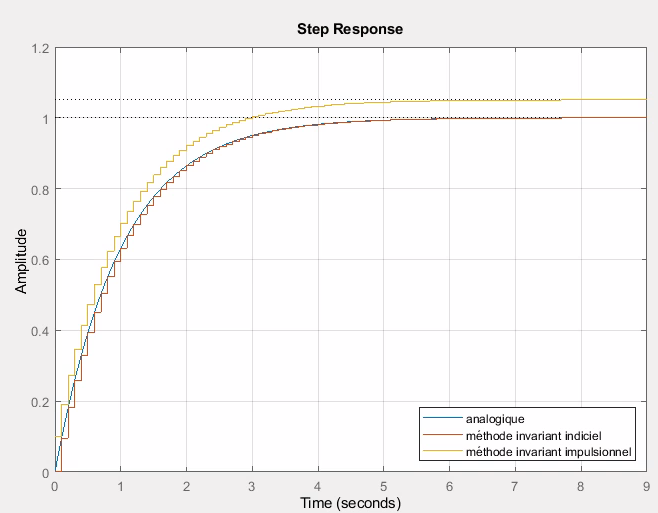 Step Response
1.2
1
0.8
0.6
0.4
0.2
0
Amplitude
analogique
méthode invariant indiciel
méthode invariant impulsionnel
0 1 2 3 4 5 6 7 8 9
Time (seconds)